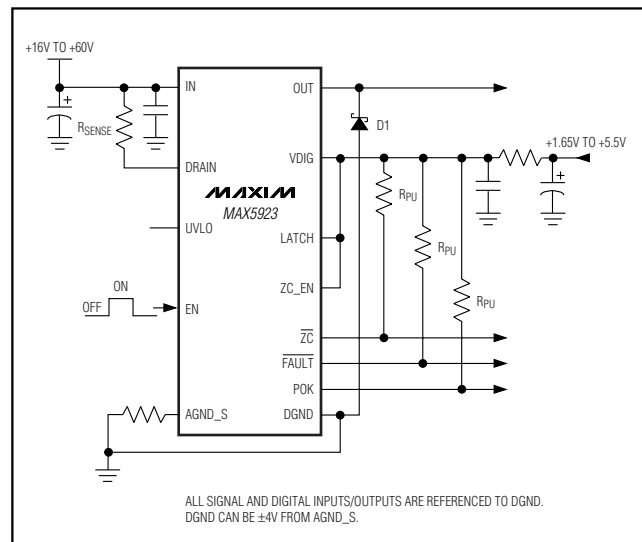 +16V TO +60V
IN
OUT
+
RSENSE
D1
+1.65V TO +5.5V
DRAIN
VDIG
+
MAXIM
MAX5923
RPU
UVLO
LATCH
RPU
ON
ZC_EN
RPU
OFF
EN
ZC
FAULT
POK
AGND_S
DGND
ALL SIGNAL AND DIGITAL INPUTS/OUTPUTS ARE REFERENCED TO DGND.
DGND CAN BE ±4V FROM AGND_S.